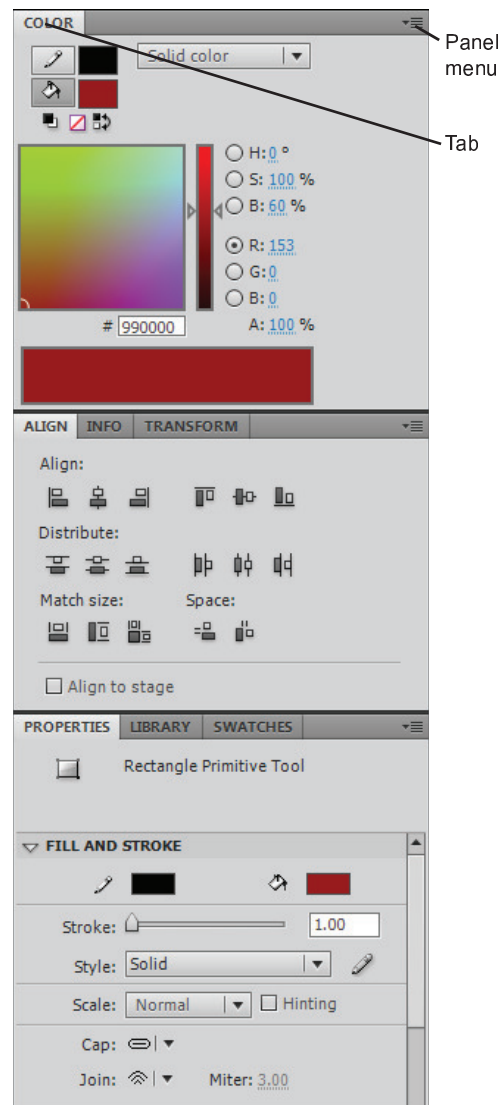 COLOR
Panel
menu
Solid color
Tab
H: 0 °
S: 100 %
B: 60 %
R: 153
G: 0
B: 0
# 990000
A: 100 %
ALIGN INFO TRANSFORM
Align:
Distribute:
Match size: Space:
Align to stage
PROPERTIES LIBRARY SWATCHES
Rectangle Primitive Tool
FILL AND STROKE
Stroke: 1.00
Style: Solid
Scale: Normal Hinting
Cap:
Join: Miter: 3.00